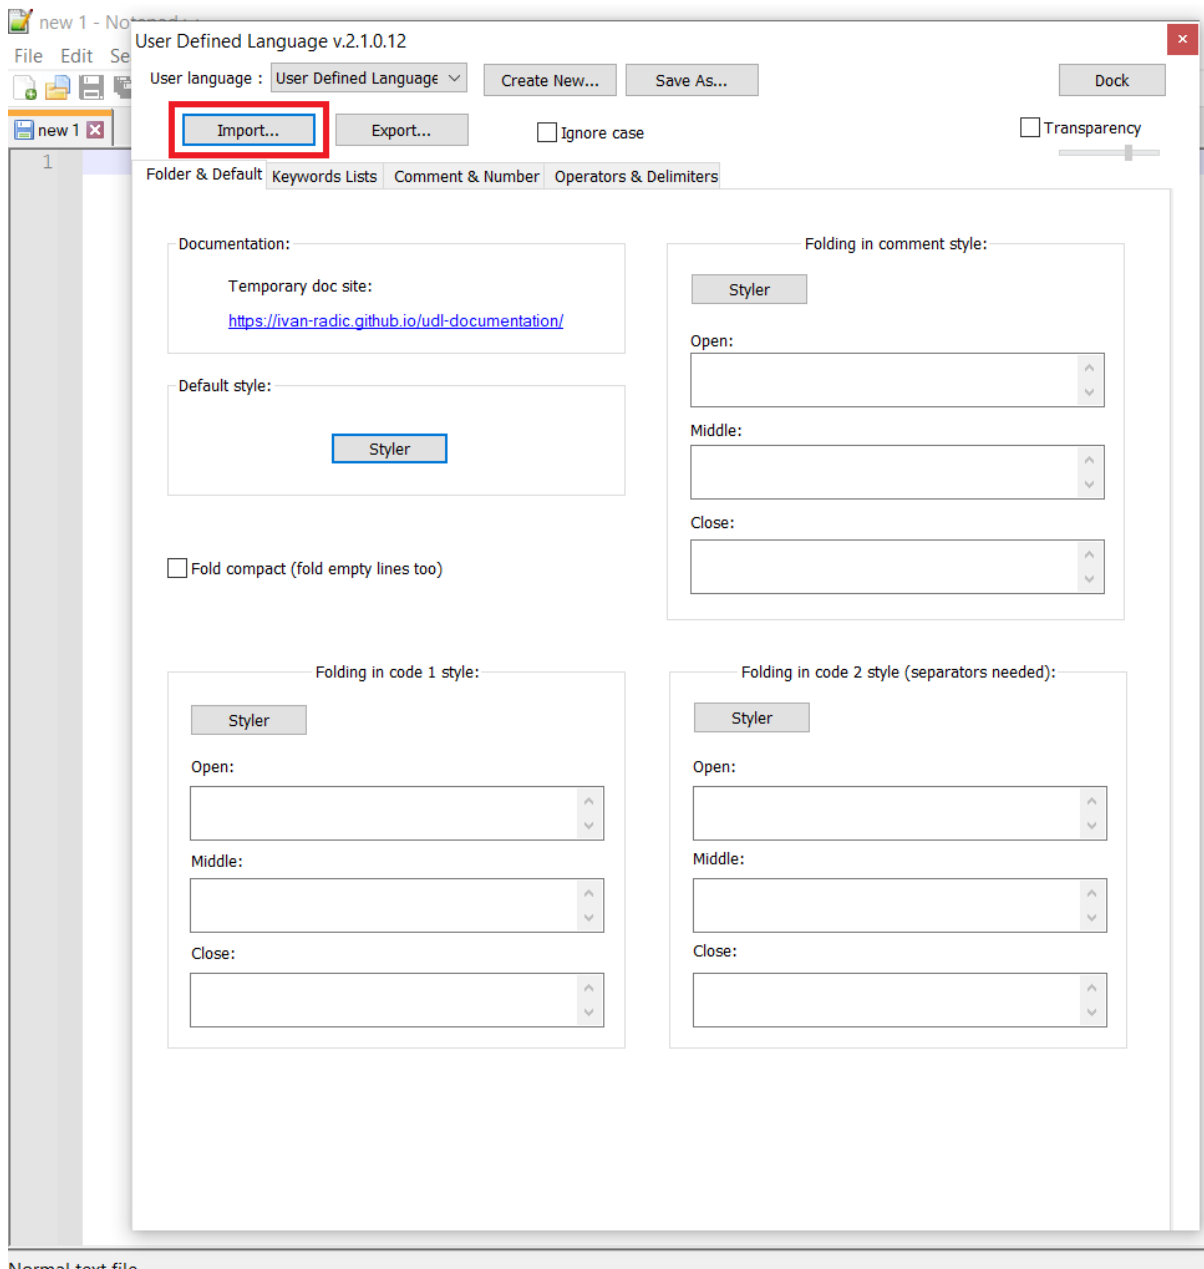 new 1 - Notepad++
User Defined Language v.2.1.0.12
File Edit Se
User language : User Defined Language Create New... Save As... Dock
new 1 Import... Export... Ignore case Transparency
1
Folder & Default Keywords Lists Comment & Number Operators & Delimiters
Documentation:
Temporary doc site:
https://ivan-radic.github.io/udl-documentation/
Default style:
Styler
Fold compact (fold empty lines too)
Folding in comment style:
Styler
Open:
Middle:
Close:
Folding in code 1 style:
Styler
Open:
Middle:
Close:
Folding in code 2 style (separators needed):
Styler
Open:
Middle:
Close:
Normal text file